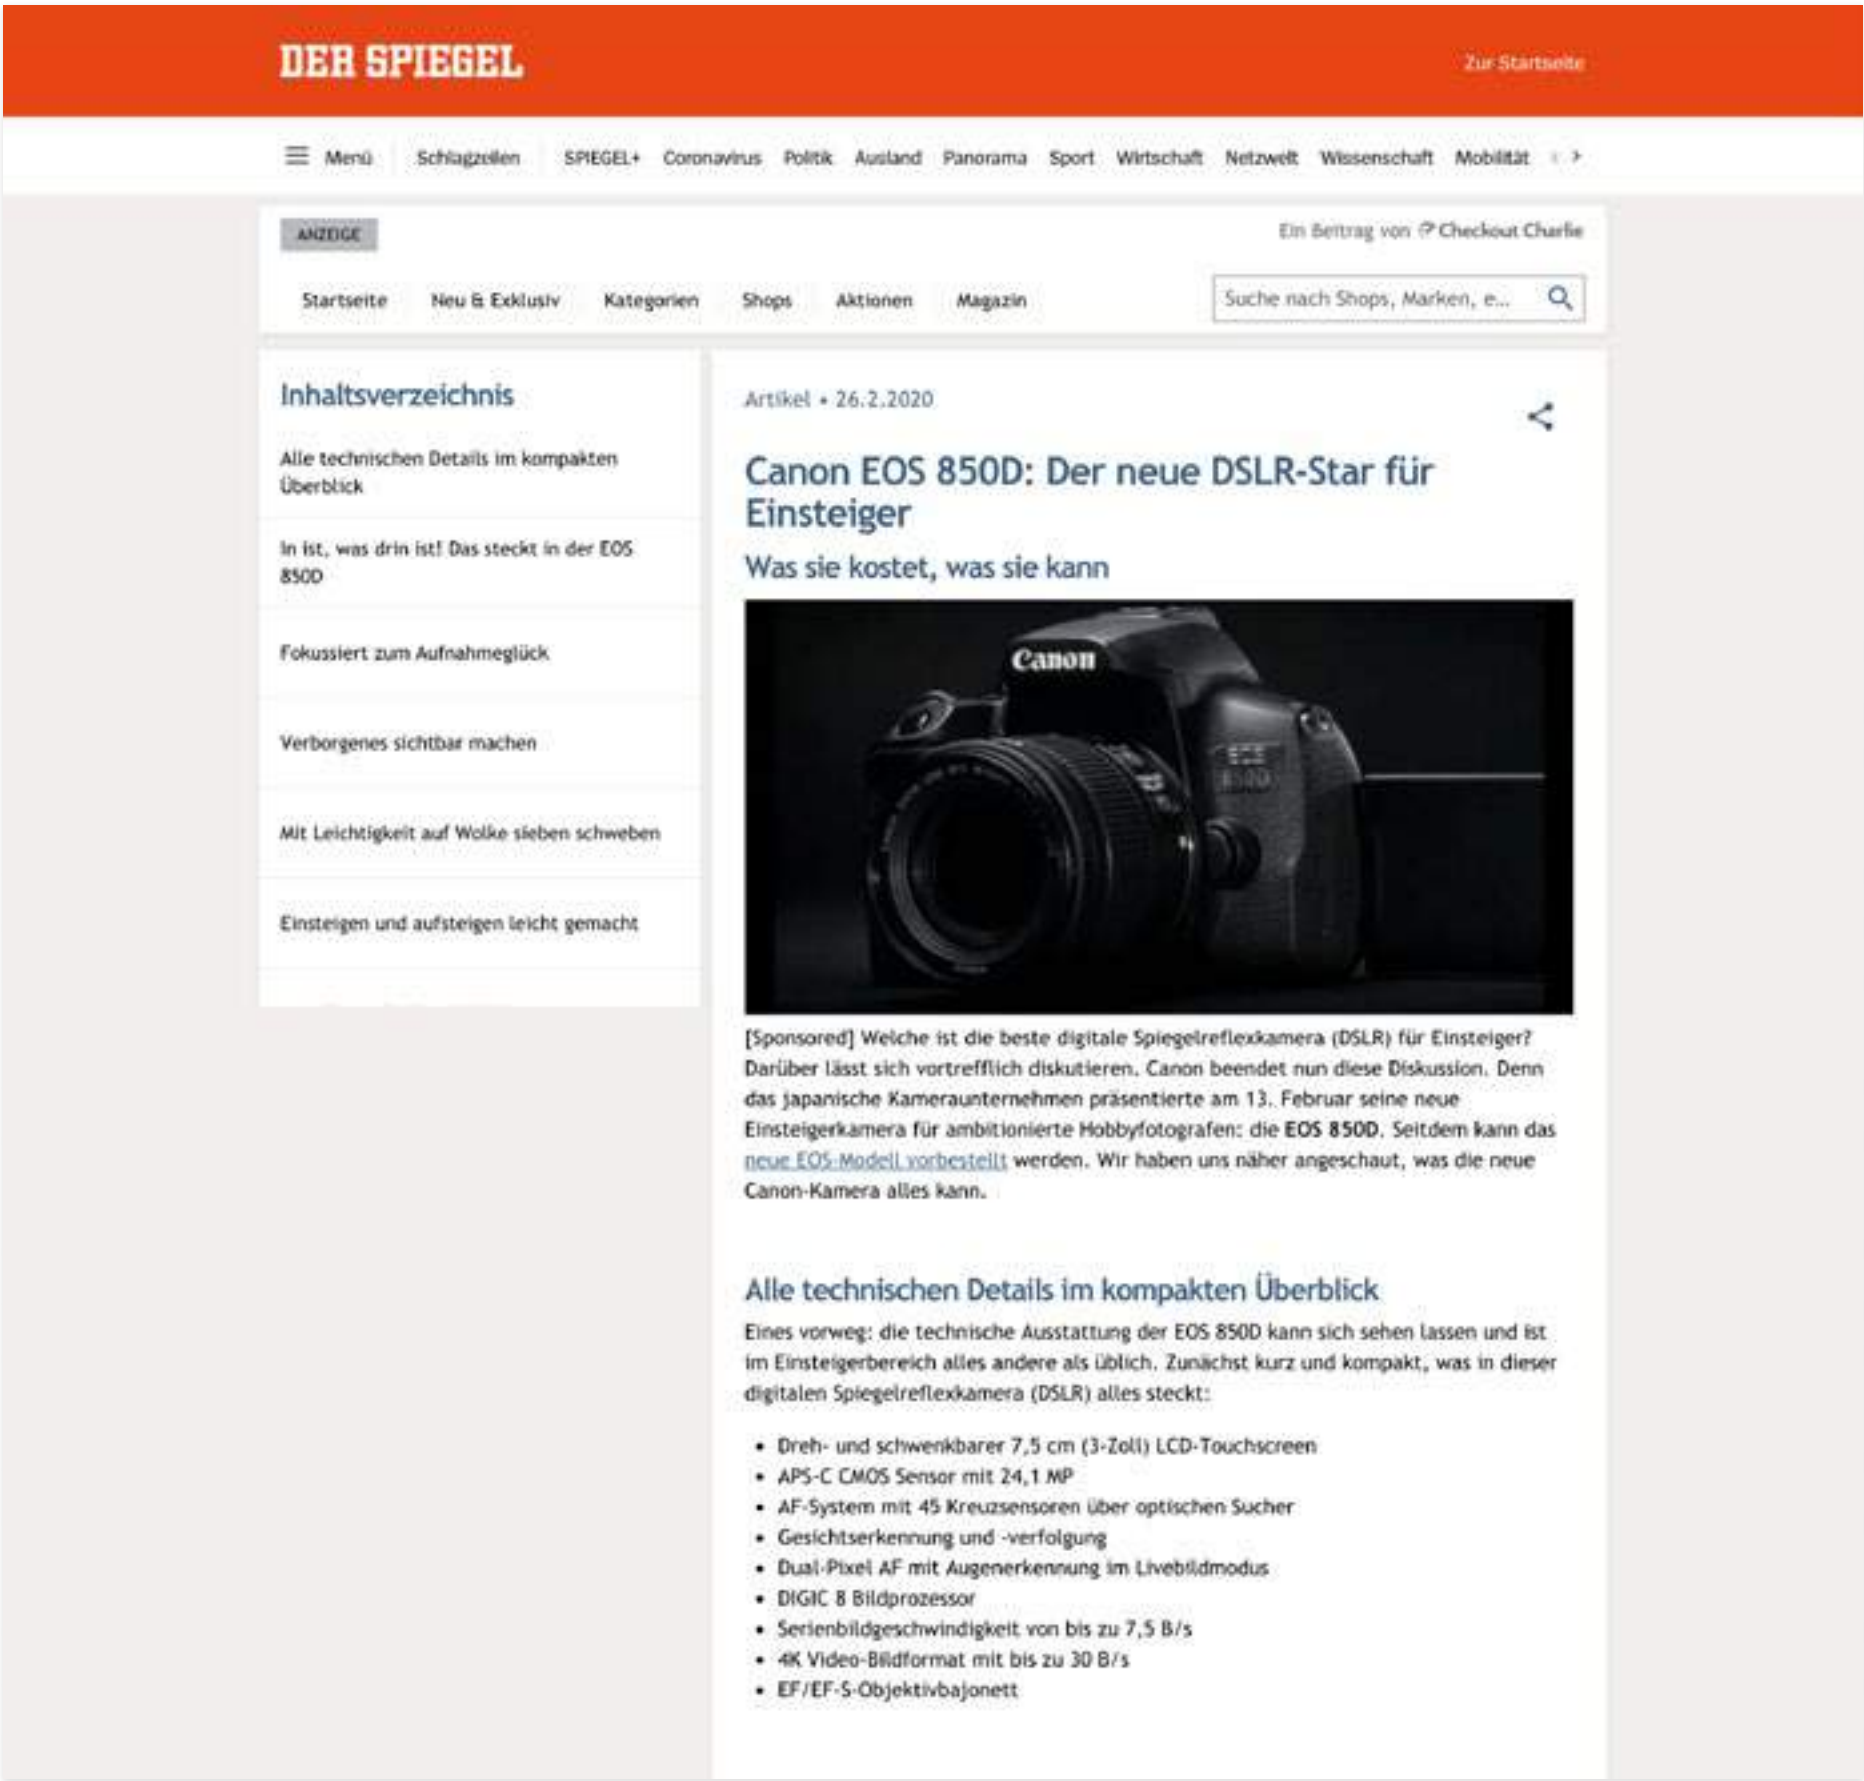 DER SPIEGEL
Zur Startseite
Menü Schlagzeilen SPIEGEL+ Coronavirus Politik Ausland Panorama Sport Wirtschaft Netzwelt Wissenschaft Mobilität
ANZEIGE
Ein Beitrag von Checkout Charlie
Startseite Neu & Exklusiv Kategorien Shops Aktionen Magazin
Suche nach Shops, Marken, e...
Inhaltsverzeichnis
Alle technischen Details im kompakten
Überblick
In ist, was drin ist! Das steckt in der EOS
850D
Fokussiert zum Aufnahmeglück
Verborgenes sichtbar machen
Mit Leichtigkeit auf Wolke sieben schweben
Einsteigen und aufsteigen leicht gemacht
Artikel • 26.2.2020
Canon EOS 850D: Der neue DSLR-Star für
Einsteiger
Was sie kostet, was sie kann
Canon
EOS
850D
[Sponsored] Welche ist die beste digitale Spiegelreflexkamera (DSLR) für Einsteiger?
Darüber lässt sich vortrefflich diskutieren. Canon beendet nun diese Diskussion. Denn
das japanische Kameraunternehmen präsentierte am 13. Februar seine neue
Einsteigerkamera für ambitionierte Hobbyfotografen: die EOS 850D. Seitdem kann das
neue EOS-Modell vorbestellt werden. Wir haben uns näher angeschaut, was die neue
Canon-Kamera alles kann.
Alle technischen Details im kompakten Überblick
Eines vorweg: die technische Ausstattung der EOS 850D kann sich sehen lassen und ist
im Einsteigerbereich alles andere als üblich. Zunächst kurz und kompakt, was in dieser
digitalen Spiegelreflexkamera (DSLR) alles steckt:
• Dreh- und schwenkbarer 7,5 cm (3-Zoll) LCD-Touchscreen
• APS-C CMOS Sensor mit 24,1 MP
• AF-System mit 45 Kreuzsensoren über optischen Sucher
• Gesichtserkennung und -verfolgung
• Dual-Pixel AF mit Augenerkennung im Livebildmodus
• DIGIC 8 Bildprozessor
• Serienbildgeschwindigkeit von bis zu 7,5 B/s
• 4K Video-Bildformat mit bis zu 30 B/s
• EF/EF-S-Objektivbajonett